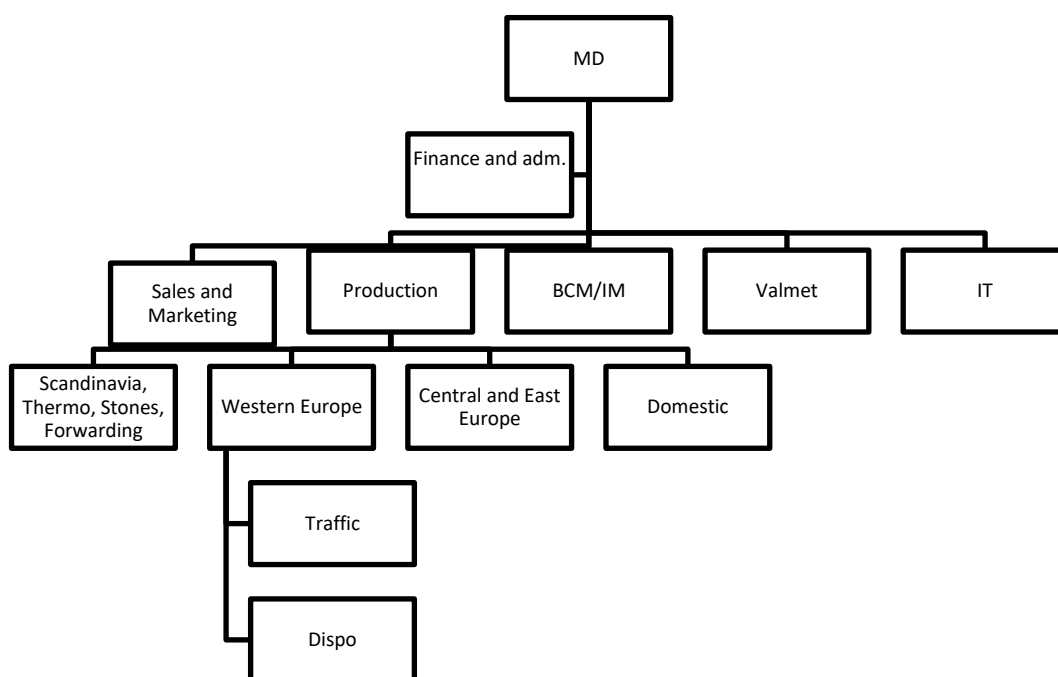 MD
Finance and adm.
Sales and
Marketing
Production
BCM/IM
Valmet
IT
Scandinavia,
Thermo, Stones,
Forwarding
Western Europe
Central and East
Europe
Domestic
Traffic
Dispo